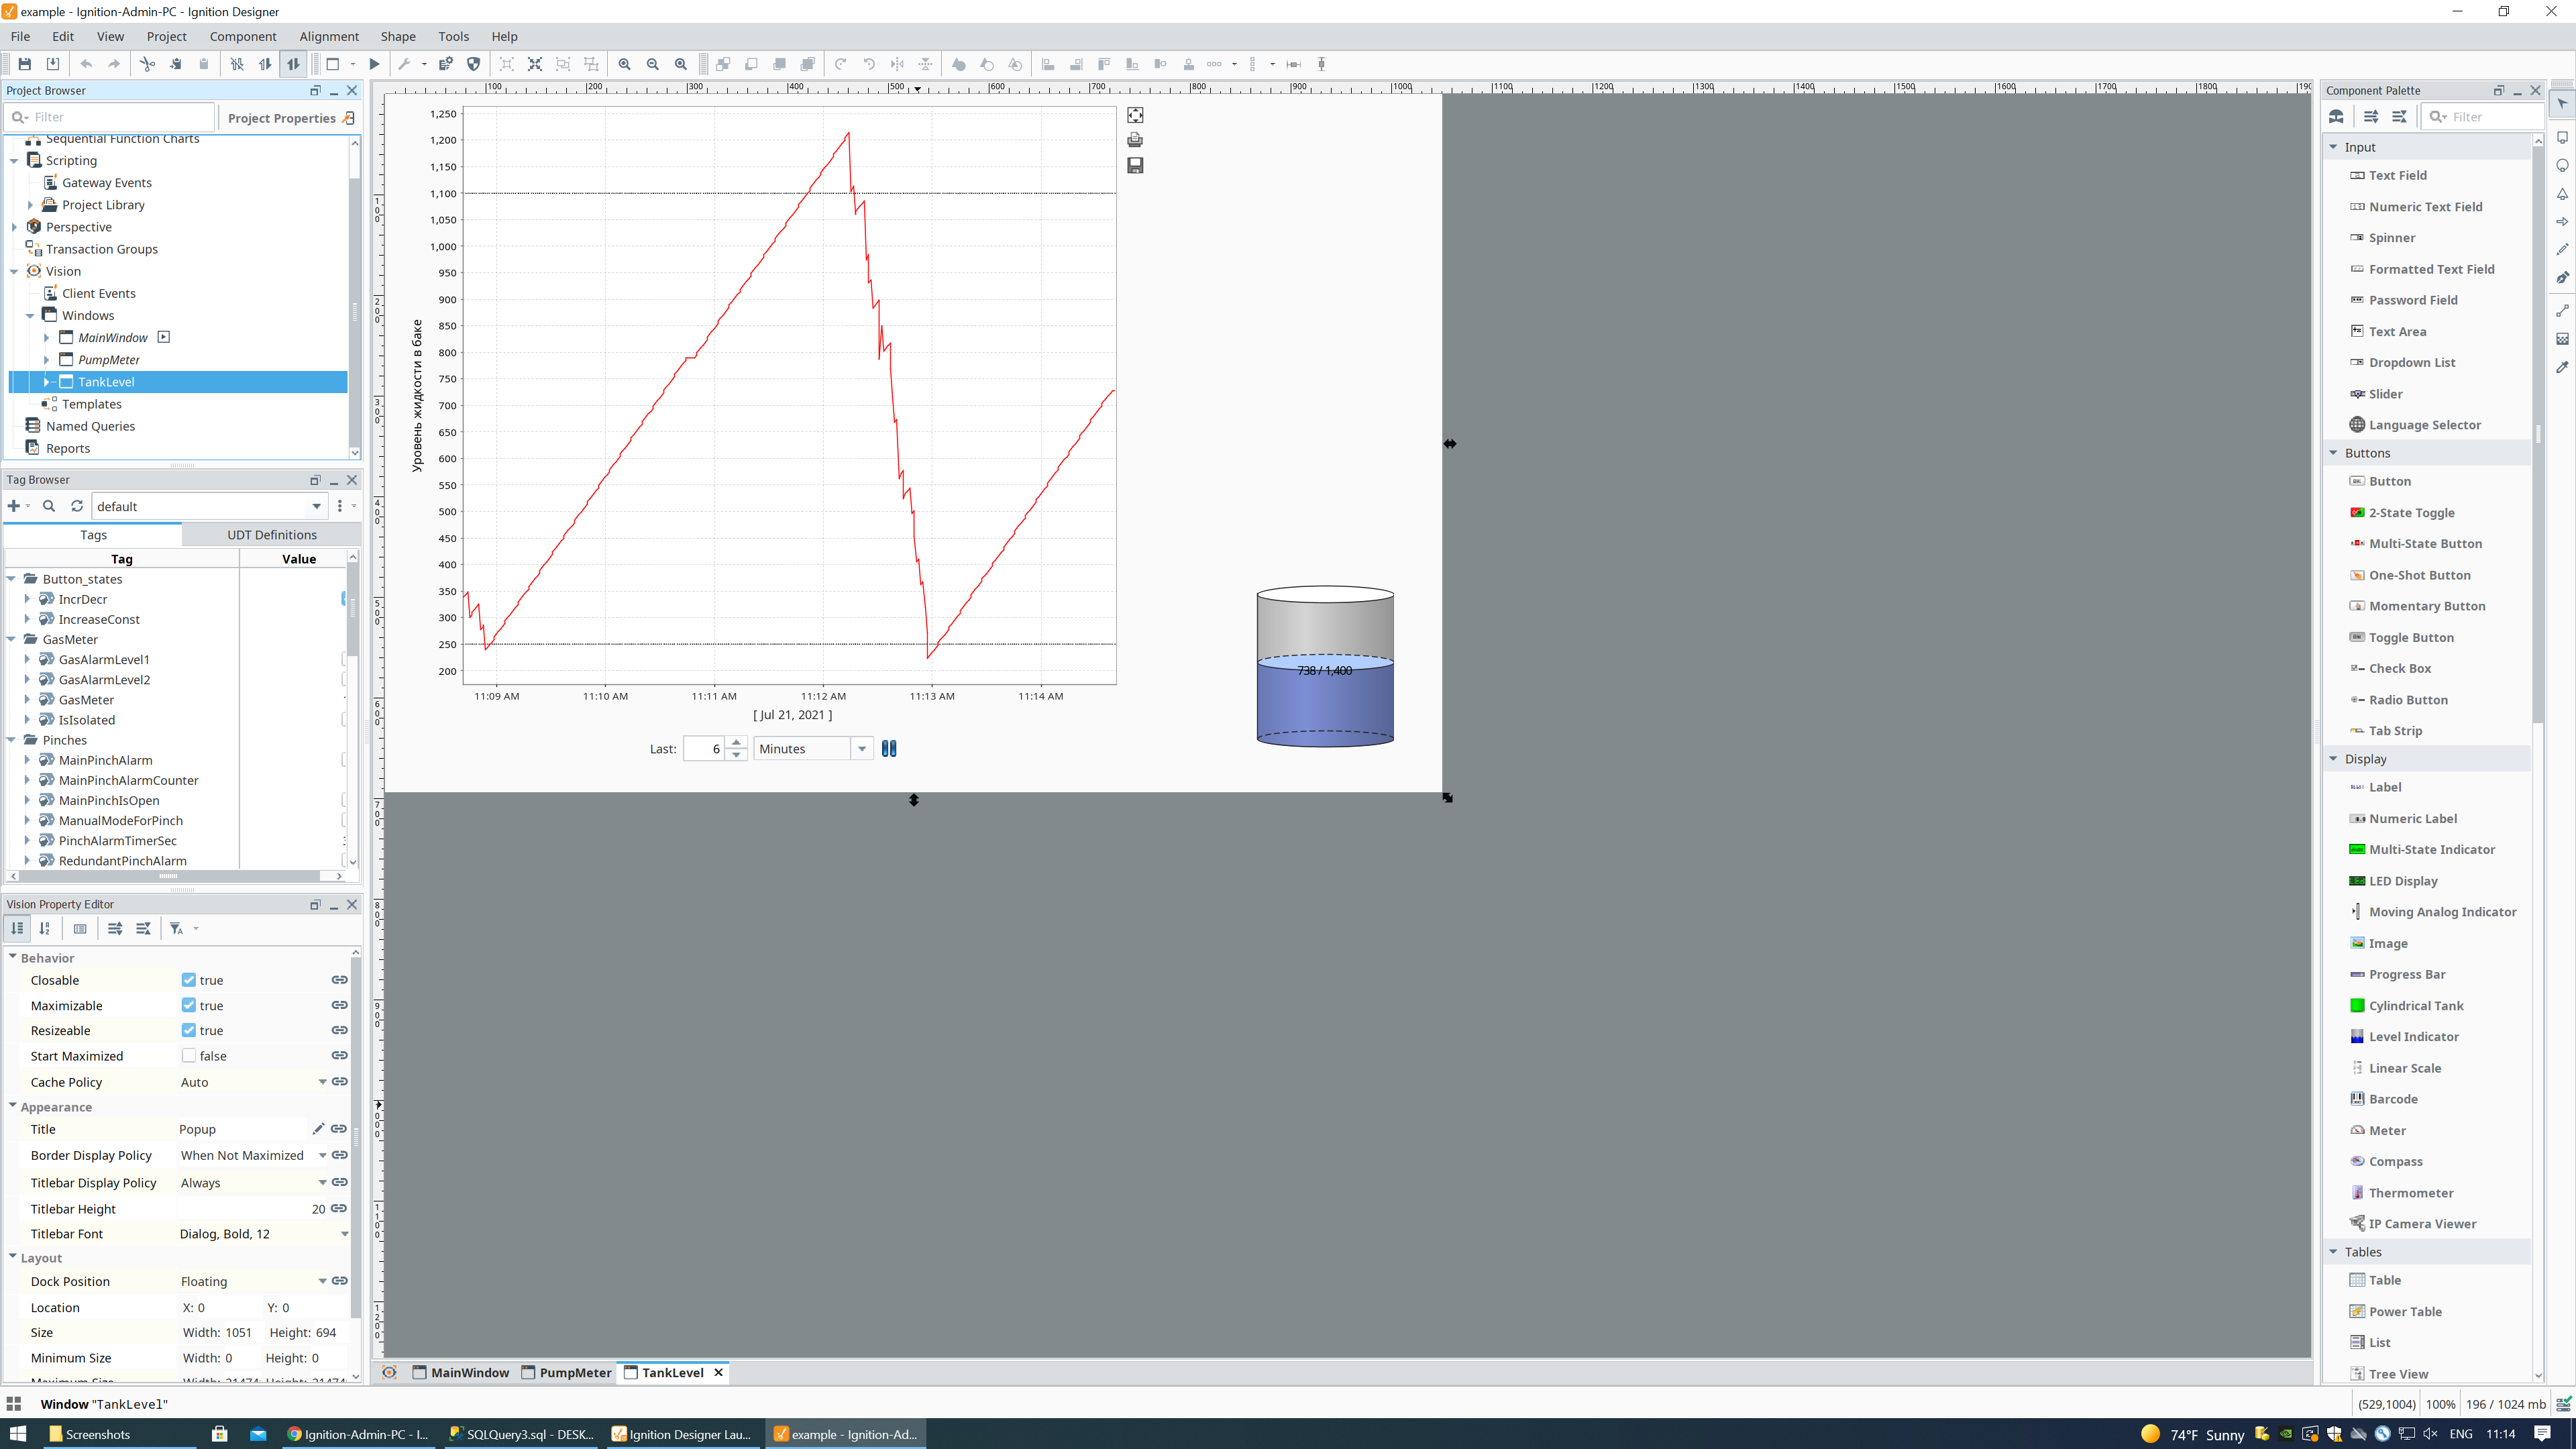 example - Ignition-Admin-PC - Ignition Designer
File Edit View Project Component Alignment Shape Tools Help
Project Browser
Filter
Project Properties
Sequential Function Charts
Scripting
Gateway Events
Project Library
Perspective
Transaction Groups
Vision
Client Events
Windows
MainWindow
PumpMeter
TankLevel
Templates
Named Queries
Reports
Tag Browser
default
Tags UDT Definitions
Tag Value
Button_states
IncrDecr
IncreaseConst
GasMeter
GasAlarmLevel1
GasAlarmLevel2
GasMeter
IsIsolated
Pinches
MainPinchAlarm
MainPinchAlarmCounter
MainPinchIsOpen
ManualModeForPinch
PinchAlarmTimerSec
RedundantPinchAlarm
Vision Property Editor
Behavior
Closable true
Maximizable true
Resizeable true
Start Maximized false
Cache Policy Auto
Appearance
Title Popup
Border Display Policy When Not Maximized
Titlebar Display Policy Always
Titlebar Height 20
Titlebar Font Dialog, Bold, 12
Layout
Dock Position Floating
Location X: 0 Y: 0
Size Width: 1051 Height: 694
Minimum Size Width: 0 Height: 0
100 200 300 400 500 600 700 800 900 1000 1100 1200 1300 1400 1500 1600 1700 1800
100
200
300
400
500
600
700
800
900
1100
1200
1,250
1,200
1,150
1,100
1,050
1,000
950
900
850
800
750
700
650
600
550
500
450
400
350
300
250
200
Уровень жидкости в баке
11:09 AM 11:10 AM 11:11 AM 11:12 AM 11:13 AM 11:14 AM
[ Jul 21, 2021 ]
Last: 6 Minutes
738 / 1,400
MainWindow PumpMeter TankLevel
Component Palette
Filter
Input
Text Field
Numeric Text Field
Spinner
Formatted Text Field
Password Field
Text Area
Dropdown List
Slider
Language Selector
Buttons
Button
2-State Toggle
Multi-State Button
One-Shot Button
Momentary Button
Toggle Button
Check Box
Radio Button
Tab Strip
Display
Label
Numeric Label
Multi-State Indicator
LED Display
Moving Analog Indicator
Image
Progress Bar
Cylindrical Tank
Level Indicator
Linear Scale
Barcode
Meter
Compass
Thermometer
IP Camera Viewer
Tables
Table
Power Table
List
Tree View
Window "TankLevel"
(529,1004) 100% 196 / 1024 mb
Screenshots
Ignition-Admin-PC - I...
SQLQuery3.sql - DESK...
Ignition Designer Lau...
example - Ignition-Ad...
74°F Sunny
ENG 11:14